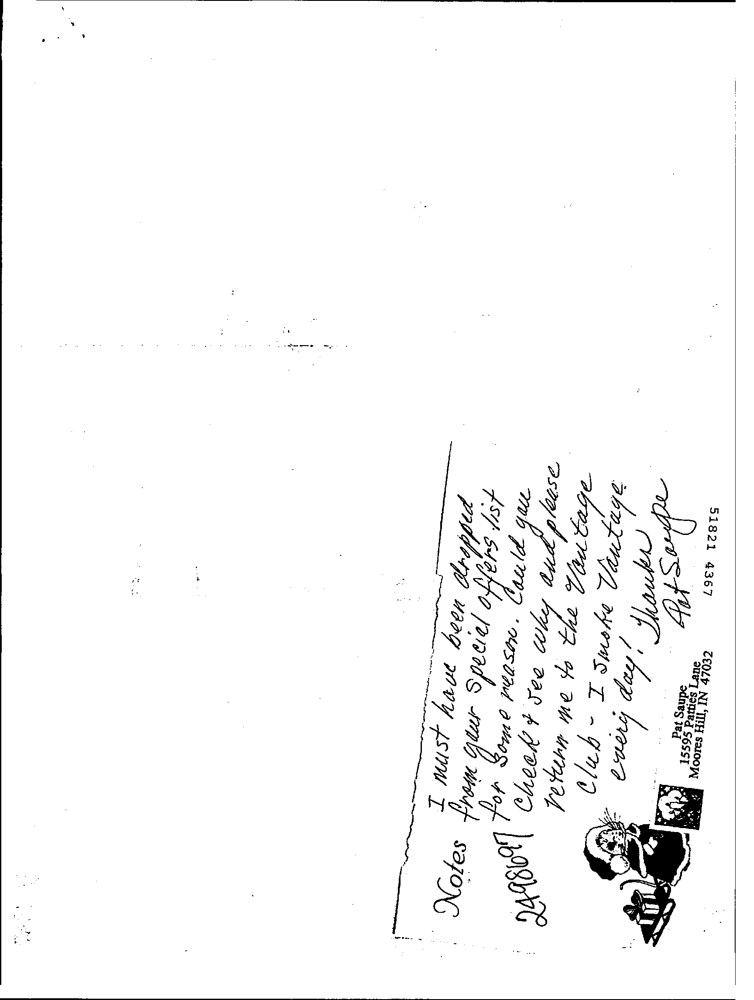 Notes
I must have been dropped
from your special offers list
for some reason. Could you
check & see why and please
return me to the Vantage
club - I smoke Vantage
every day! Thanks
Pat Saupe
2498697
Pat Saupe
15595 Patties Lane
Moores Hill, IN 47032
51821 4367